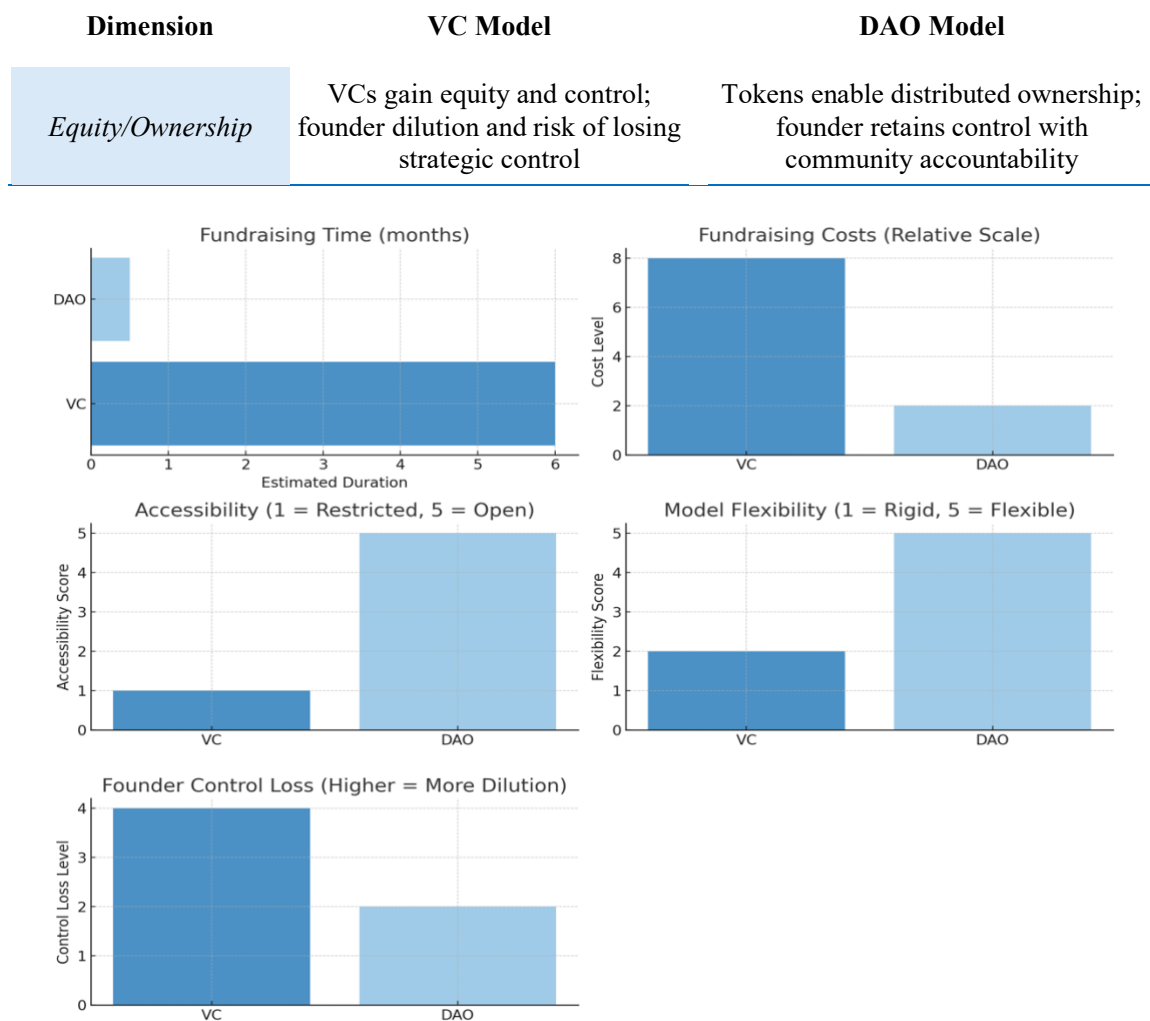 Dimension VC Model DAO Model
Equity/Ownership
VCs gain equity and control;
founder dilution and risk of losing
strategic control
Tokens enable distributed ownership;
founder retains control with
community accountability
Fundraising Time (months)
DAO
VC
0 1 2 3 4 5 6
Estimated Duration
Fundraising Costs (Relative Scale)
Cost Level
8
6
4
2
0
VC DAO
Accessibility (1 = Restricted, 5 = Open)
Accessibility Score
5
4
3
2
1
0
VC DAO
Model Flexibility (1 = Rigid, 5 = Flexible)
Flexibility Score
5
4
3
2
1
0
VC DAO
Founder Control Loss (Higher = More Dilution)
Control Loss Level
4
3
2
1
0
VC DAO